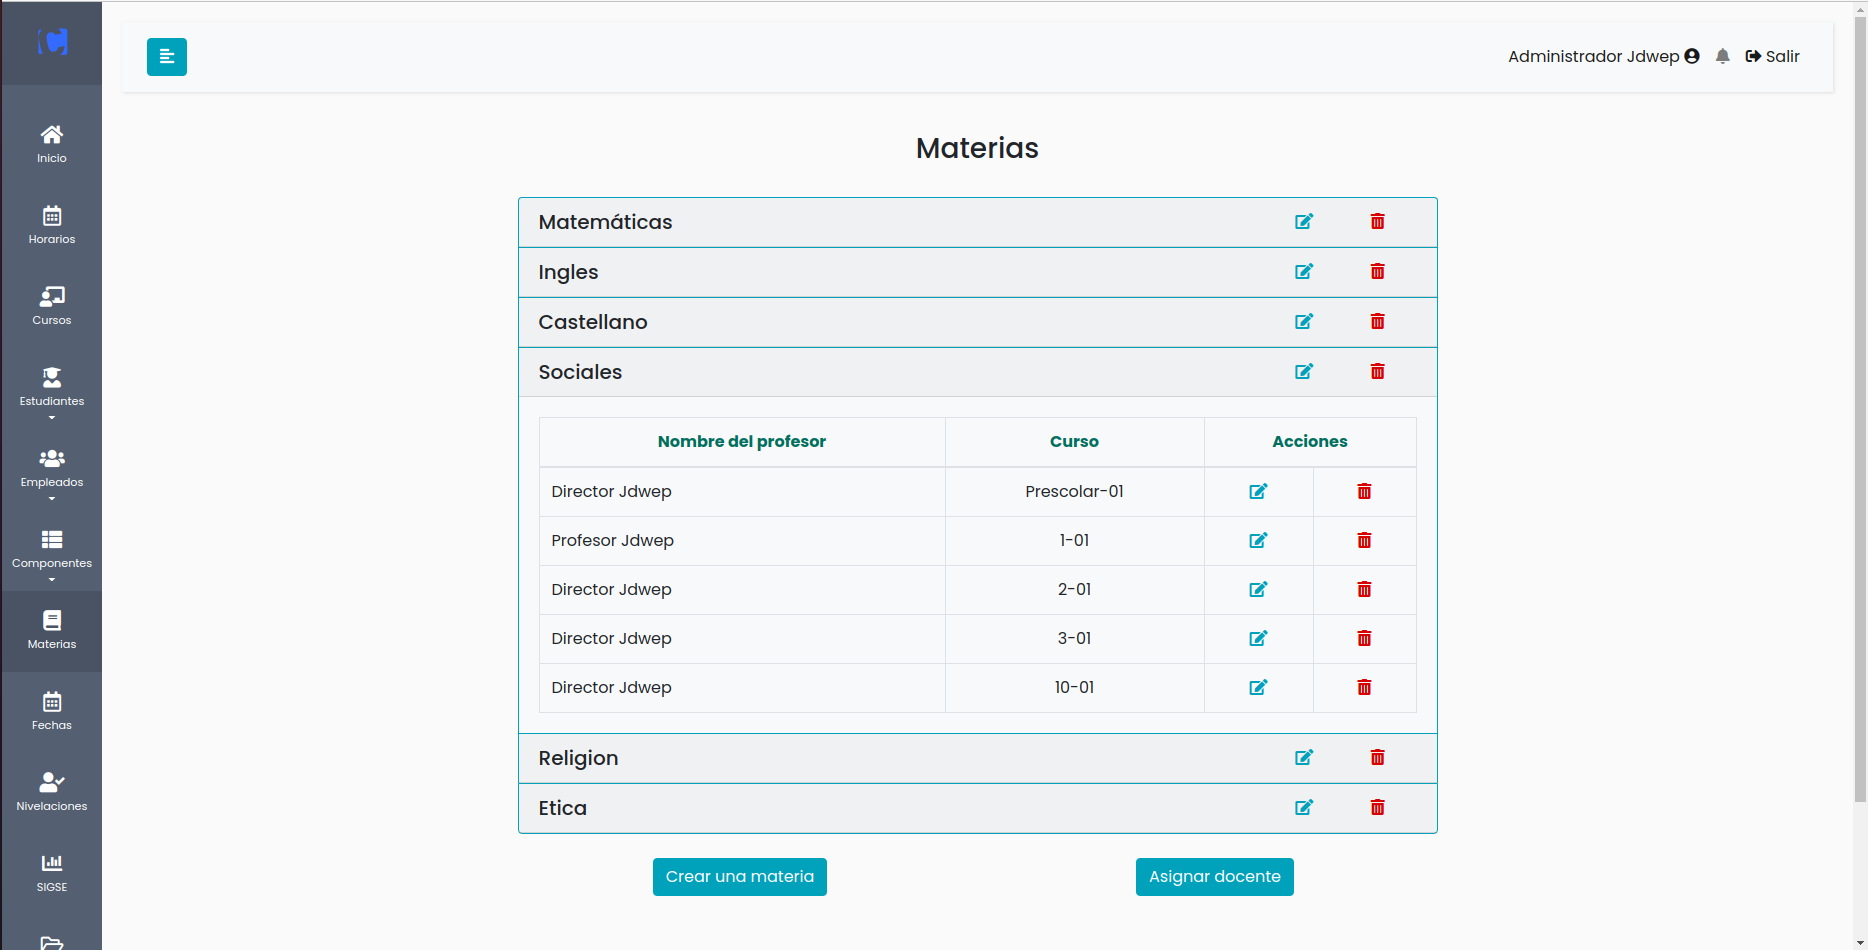 Administrador Jdwep
Salir
Inicio
Horarios
Cursos
Estudiantes
Empleados
Componentes
Materias
Fechas
Nivelaciones
SIGSE
Materias
Matemáticas
Ingles
Castellano
Sociales
Nombre del profesor Curso Acciones
Director Jdwep Prescolar-01
Profesor Jdwep 1-01
Director Jdwep 2-01
Director Jdwep 3-01
Director Jdwep 10-01
Religion
Etica
Crear una materia Asignar docente